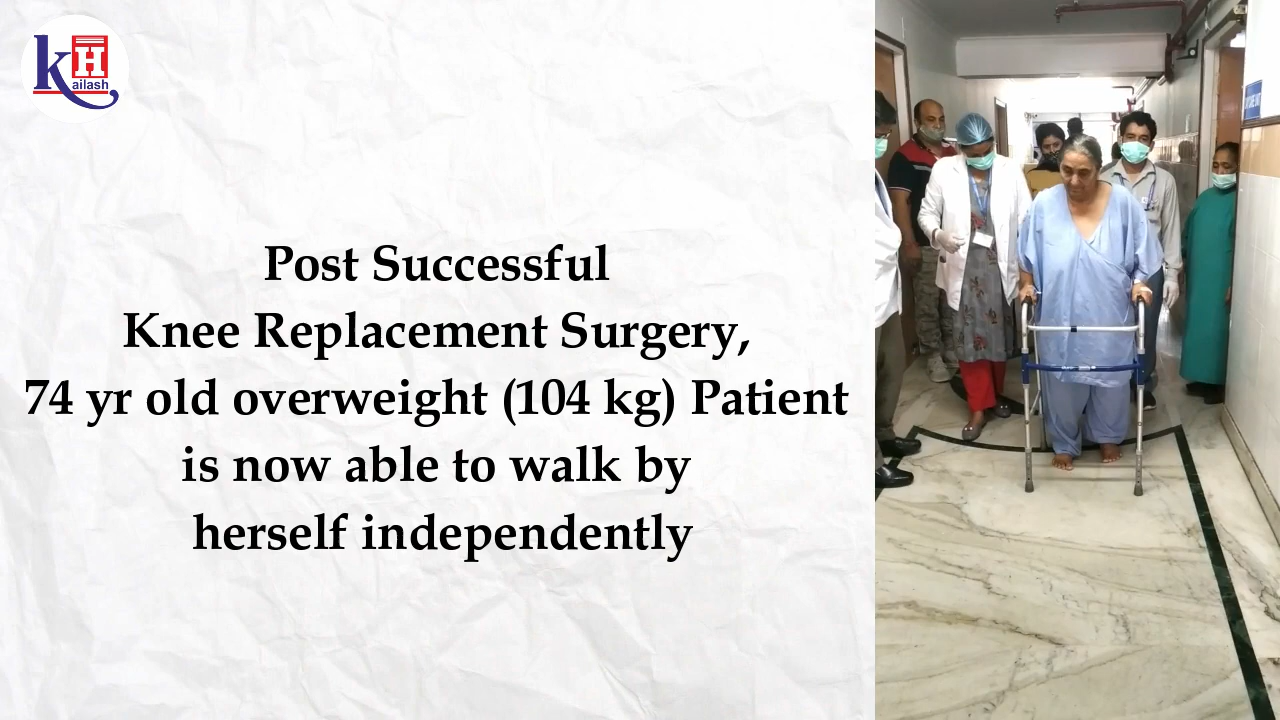 K H
ailash
Post Successful
Knee Replacement Surgery,
74 yr old overweight (104 kg) Patient
is now able to walk by
herself independently